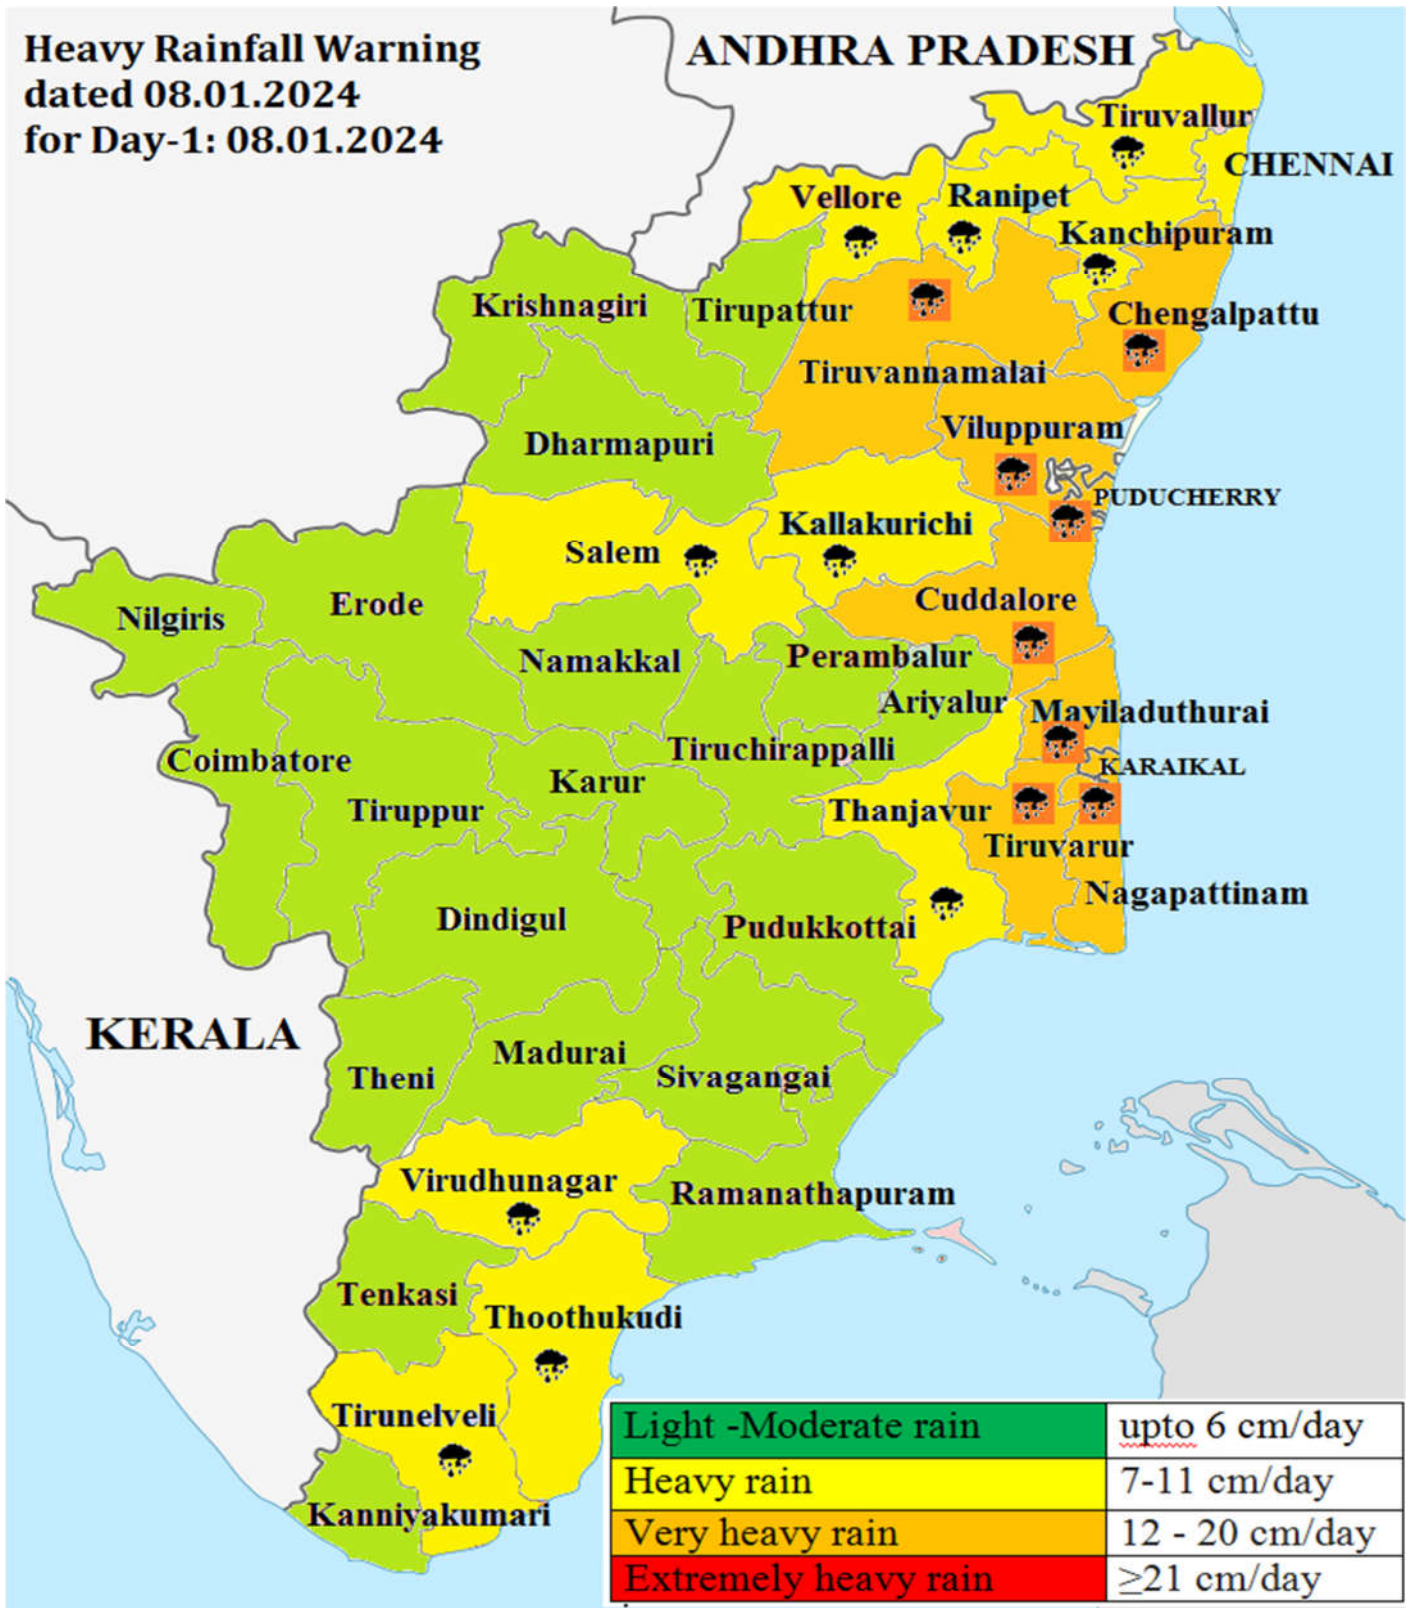 Heavy Rainfall Warning
dated 08.01.2024
for Day-1: 08.01.2024
ANDHRA PRADESH
Tiruvallur
CHENNAI
Vellore
Ranipet
Kanchipuram
Krishnagiri
Tirupattur
Chengalpattu
Tiruvannamalai
Viluppuram
Dharmapuri
PUDUCHERRY
Kallakurichi
Salem
Cuddalore
Nilgiris
Erode
Namakkal
Perambalur
Ariyalur
Mayiladuthurai
Tiruchirappalli
KARAIKAL
Coimbatore
Karur
Tiruppur
Thanjavur
Tiruvarur
Nagapattinam
Dindigul
Pudukkottai
KERALA
Madurai
Theni
Sivagangai
Virudhunagar
Ramanathapuram
Tenkasi
Thoothukudi
Tirunelveli
Kanniyakumari
Light -Moderate rain upto 6 cm/day
Heavy rain 7-11 cm/day
Very heavy rain 12 - 20 cm/day
Extremely heavy rain ≥21 cm/day